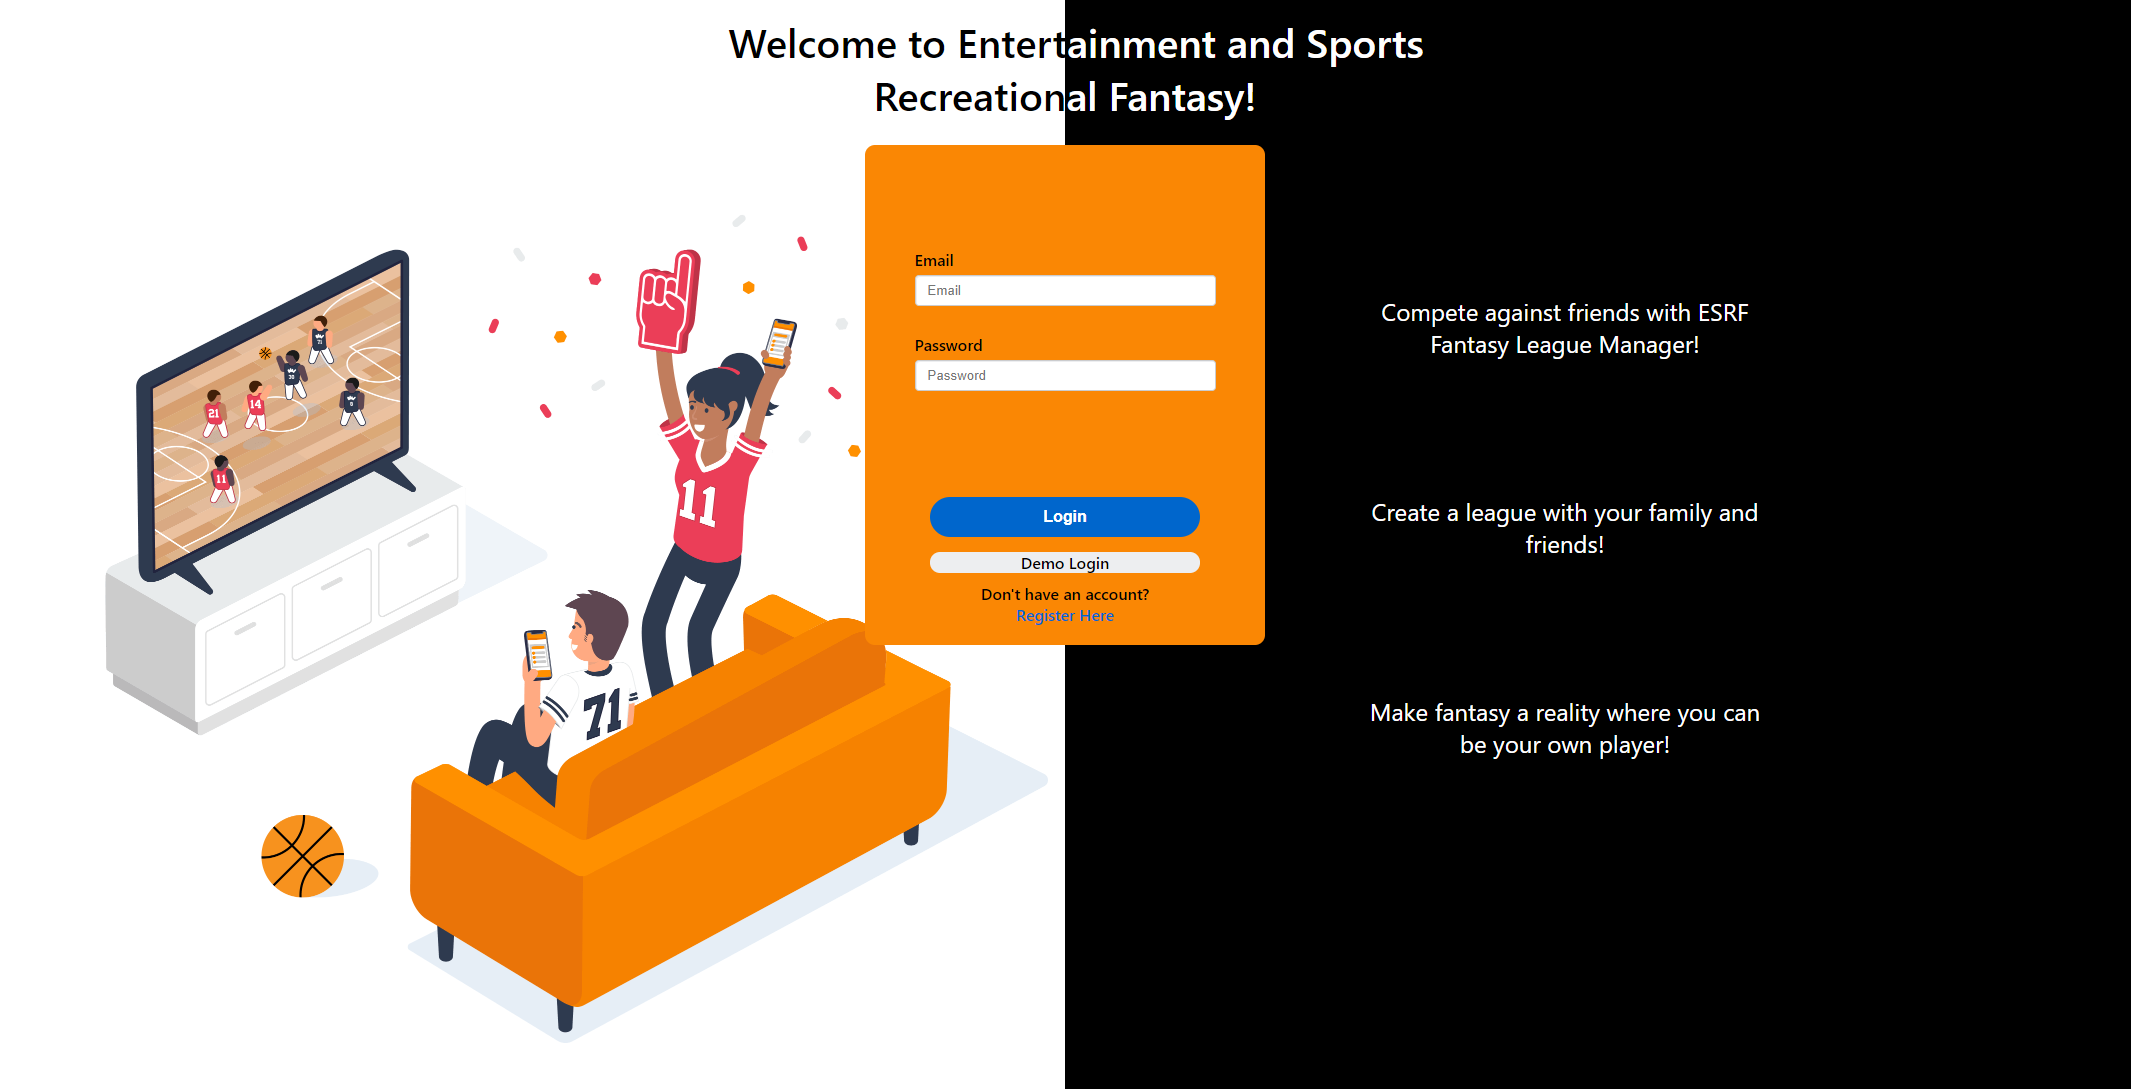 Welcome to Entertainment and Sports
Recreational Fantasy!
Email
Email
Password
Password
Login
Demo Login
Don't have an account?
Register Here
Compete against friends with ESRF
Fantasy League Manager!
Create a league with your family and
friends!
Make fantasy a reality where you can
be your own player!
71
30
21
14
11
11
71